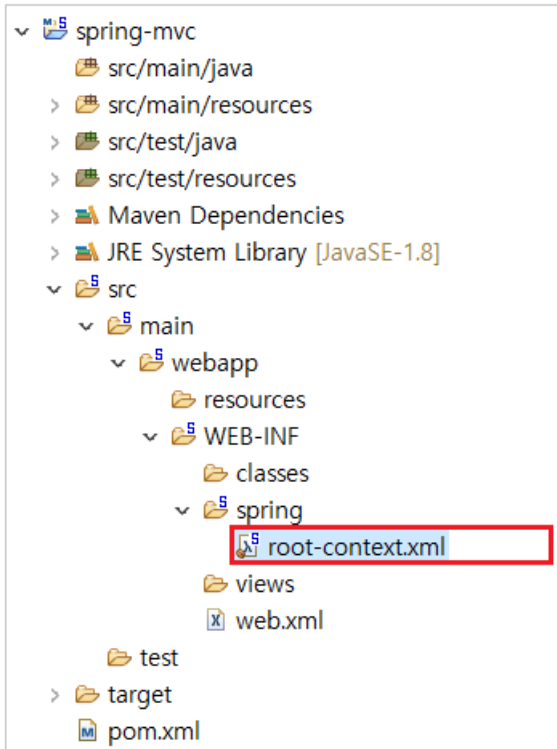 spring-mvc
src/main/java
src/main/resources
src/test/java
src/test/resources
Maven Dependencies
JRE System Library [JavaSE-1.8]
src
main
webapp
resources
WEB-INF
classes
spring
root-context.xml
views
web.xml
test
target
pom.xml